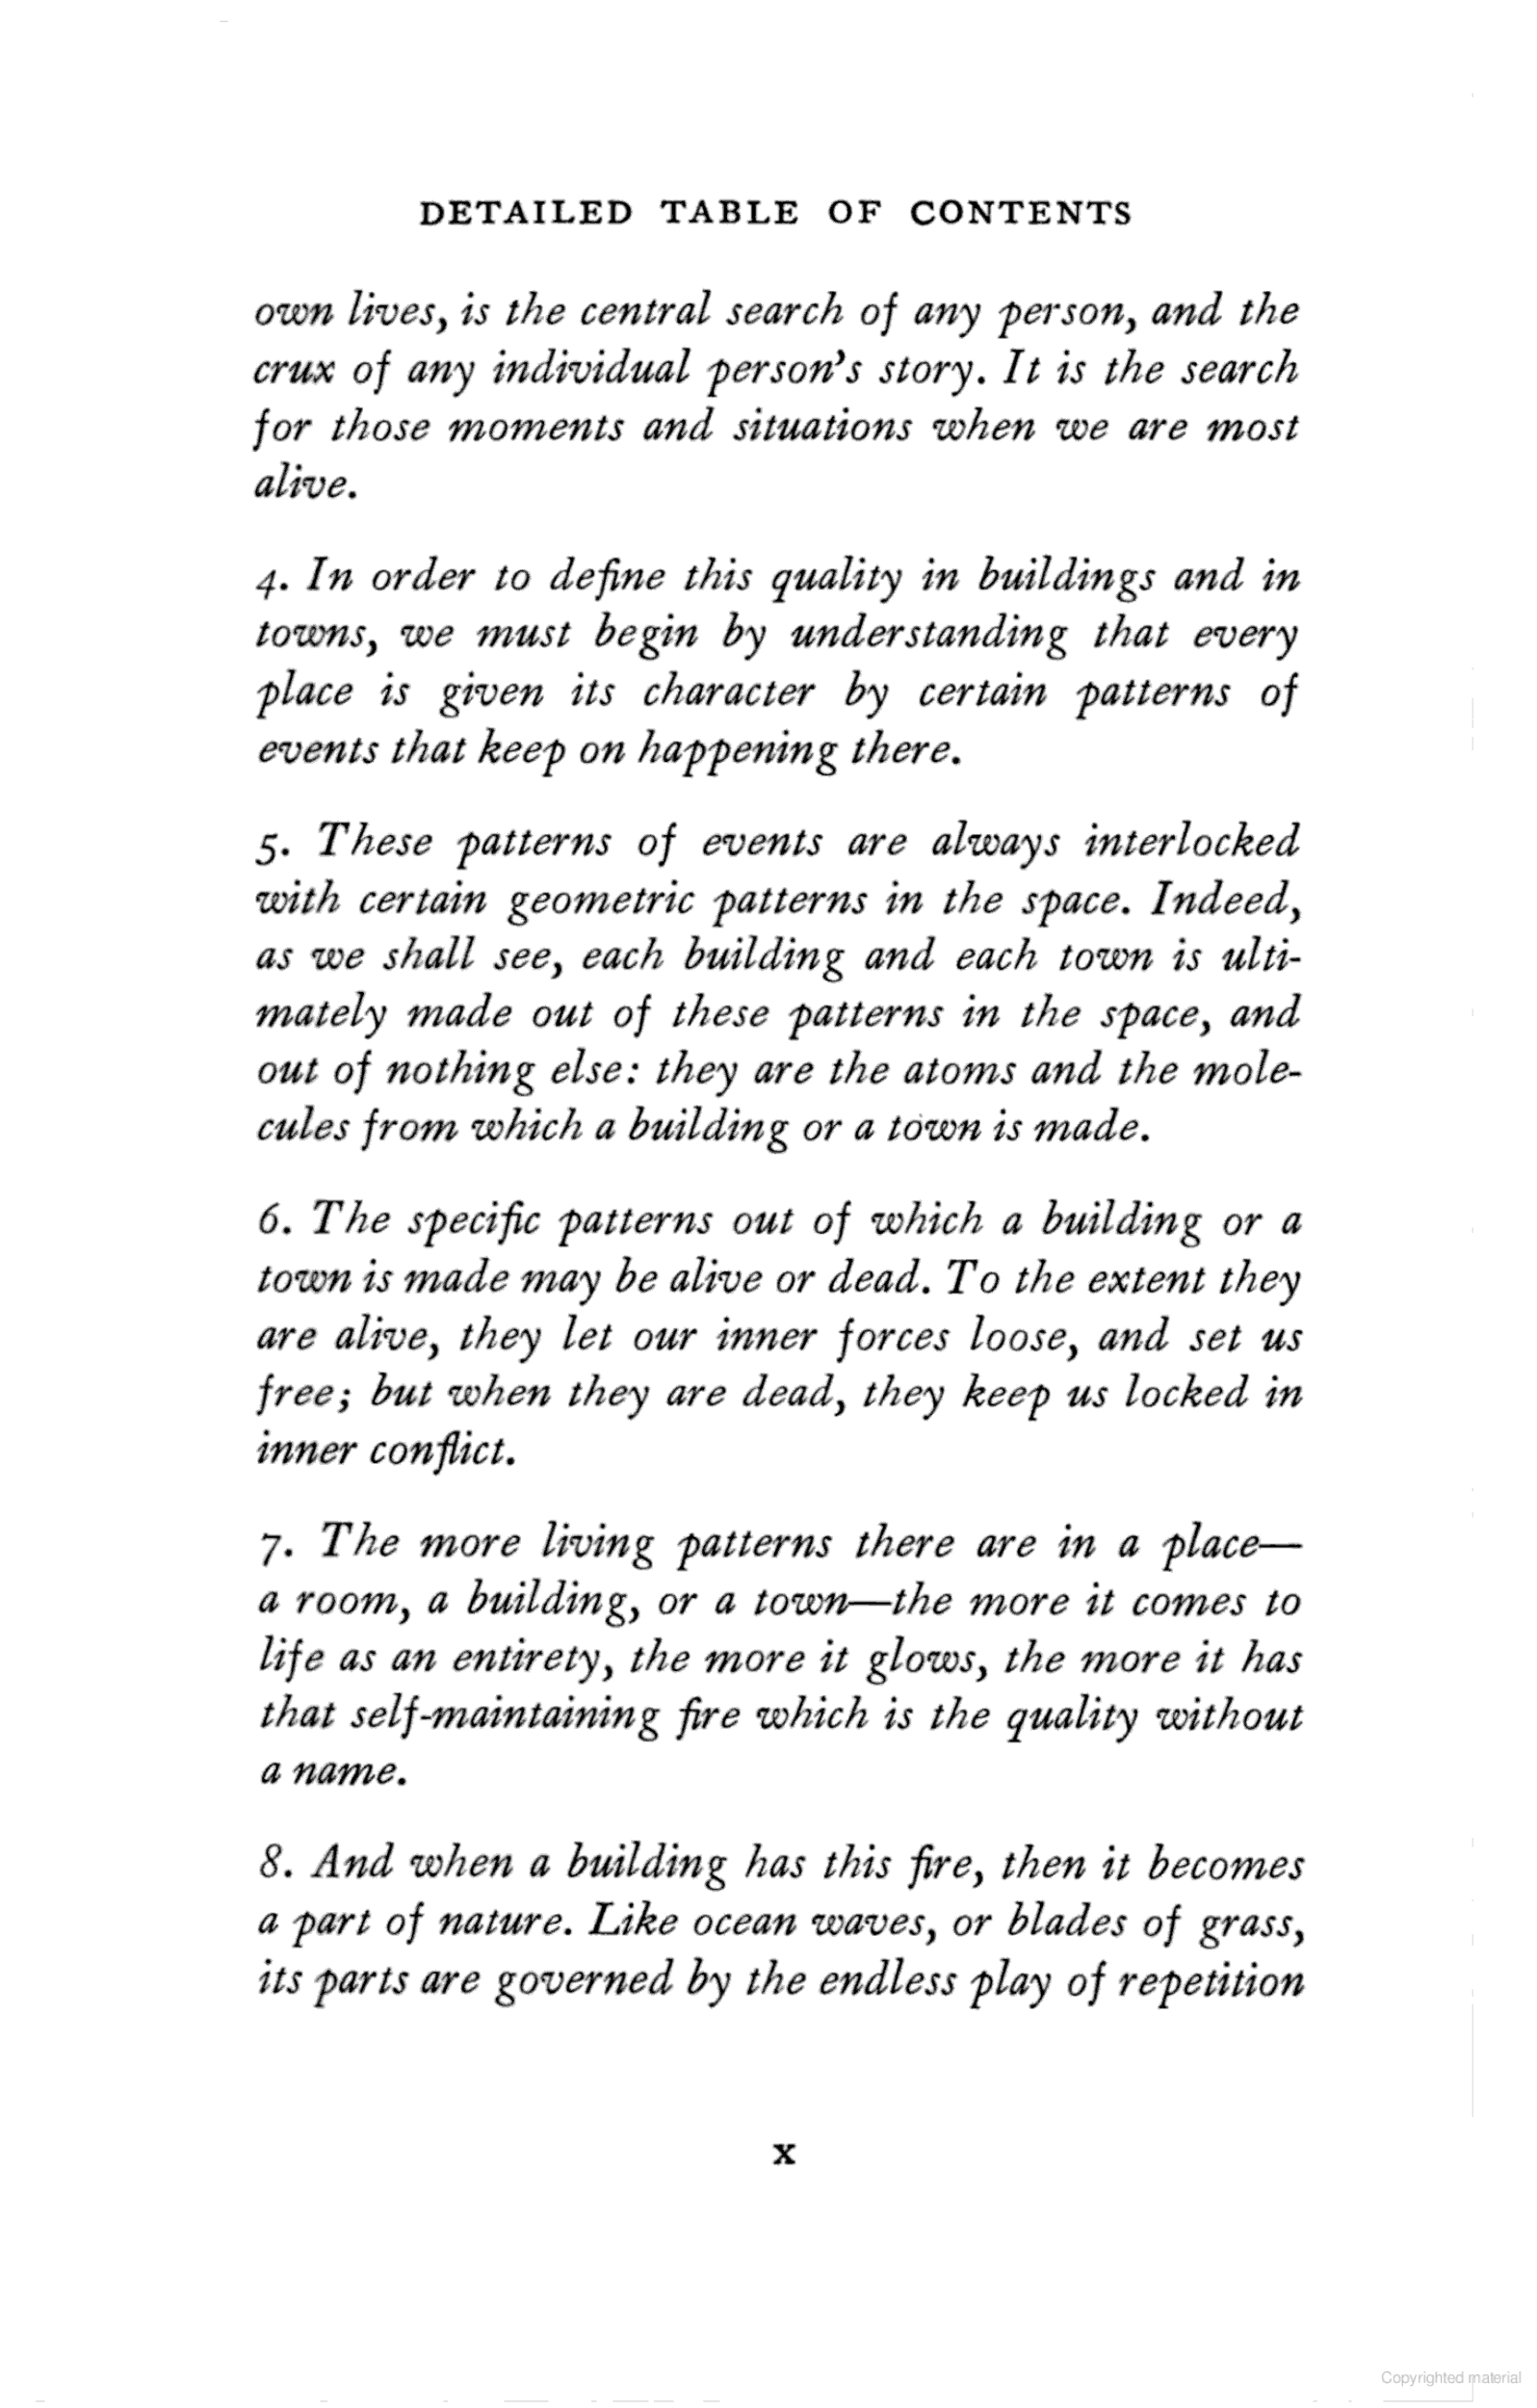 DETAILED TABLE OF CONTENTS
own lives, is the central search of any person, and the
crux of any individual person's story. It is the search
for those moments and situations when we are most
alive.
4. In order to define this quality in buildings and in
towns, we must begin by understanding that every
place is given its character by certain patterns of
events that keep on happening there.
5. These patterns of events are always interlocked
with certain geometric patterns in the space. Indeed,
as we shall see, each building and each town is ulti-
mately made out of these patterns in the space, and
out of nothing else: they are the atoms and the mole-
cules from which a building or a town is made.
6. The specific patterns out of which a building or a
town is made may be alive or dead. To the extent they
are alive, they let our inner forces loose, and set us
free; but when they are dead, they keep us locked in
inner conflict.
7. The more living patterns there are in a place—
a room, a building, or a town—the more it comes to
life as an entirety, the more it glows, the more it has
that self-maintaining fire which is the quality without
a name.
8. And when a building has this fire, then it becomes
a part of nature. Like ocean waves, or blades of grass,
its parts are governed by the endless play of repetition
x
Copyrighted material